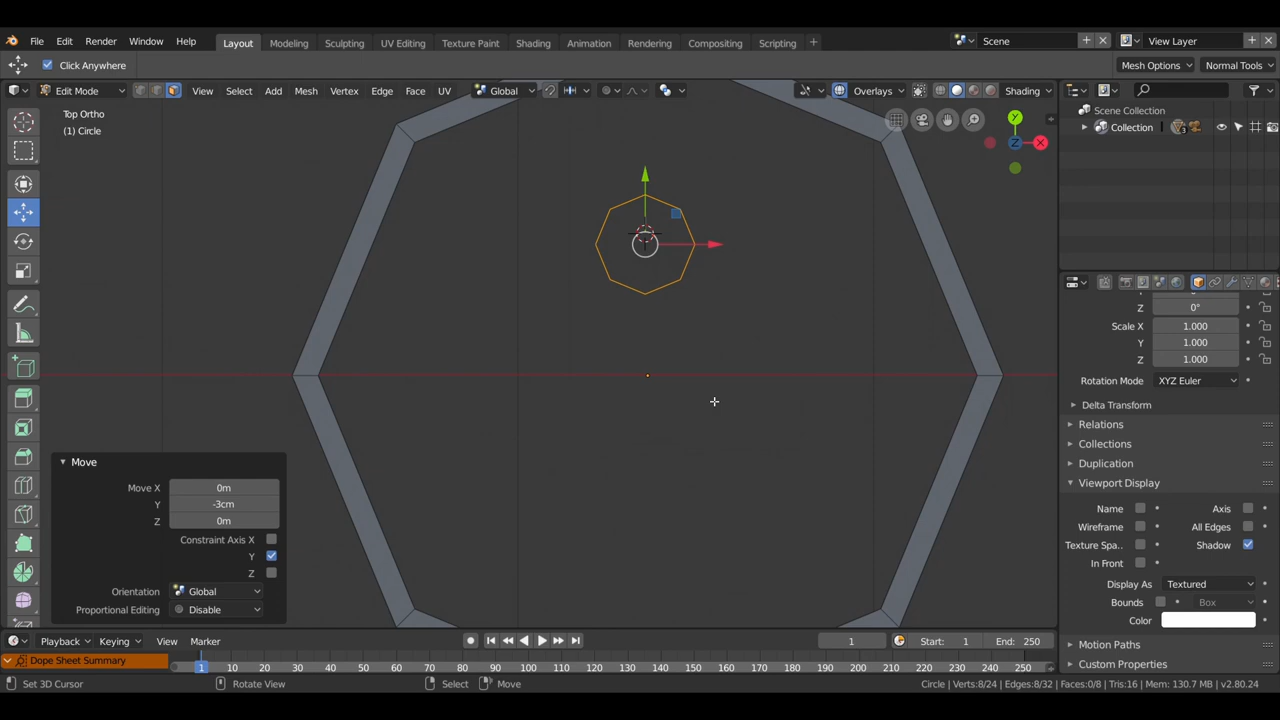 File Edit Render Window Help Layout Modeling Sculpting UV Editing Texture Paint Shading Animation Rendering Compositing Scripting Scene View Layer
Click Anywhere Mesh Options Normal Tools
Edit Mode View Select Add Mesh Vertex Edge Face UV Global Overlays Shading
Top Ortho
(1) Circle
Y
X
Z
Scene Collection
Collection 3
Z 0°
Scale X 1.000
Y 1.000
Z 1.000
Rotation Mode XYZ Euler
Delta Transform
Relations
Collections
Duplication
Viewport Display
Name Axis
Wireframe All Edges
Texture Spa.. Shadow
In Front
Display As Textured
Bounds Box
Color
Motion Paths
Custom Properties
Move
Move X 0m
Y -3cm
Z 0m
Constraint Axis X
Y
Z
Orientation Global
Proportional Editing Disable
Playback Keying View Marker 1 Start: 1 End: 250
Dope Sheet Summary 1 10 20 30 40 50 60 70 80 90 100 110 120 130 140 150 160 170 180 190 200 210 220 230 240 250
Set 3D Cursor Rotate View Select Move Circle | Verts:8/24 | Edges:8/32 | Faces:0/8 | Tris:16 | Mem: 130.7 MB | v2.80.24